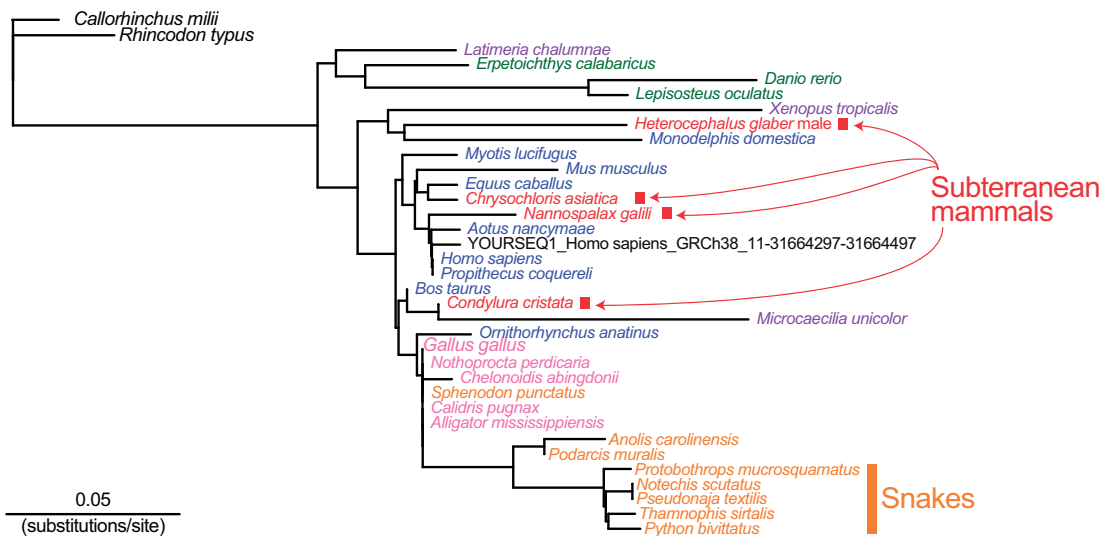 Callorhinchus milii
Rhincodon typus
Latimeria chalumnae
Erpetoichthys calabaricus
Danio rerio
Lepisosteus oculatus
Xenopus tropicalis
Heterocephalus glaber male
Monodelphis domestica
Myotis lucifugus
Mus musculus
Equus caballus
Chrysochloris asiatica
Nannospalax galili
Aotus nancymaae
YOURSEQ1_Homo sapiens_GRCh38_11-31664297-31664497
Homo sapiens
Propithecus coquereli
Bos taurus
Condylura cristata
Microcaecilia unicolor
Ornithorhynchus anatinus
Gallus gallus
Nothoprocta perdicaria
Chelonoidis abingdonii
Sphenodon punctatus
Calidris pugnax
Alligator mississippiensis
Anolis carolinensis
Podarcis muralis
Protobothrops mucrosquamatus
Notechis scutatus
Pseudonaja textilis
Thamnophis sirtalis
Python bivittatus
Subterranean
mammals
Snakes
0.05
(substitutions/site)